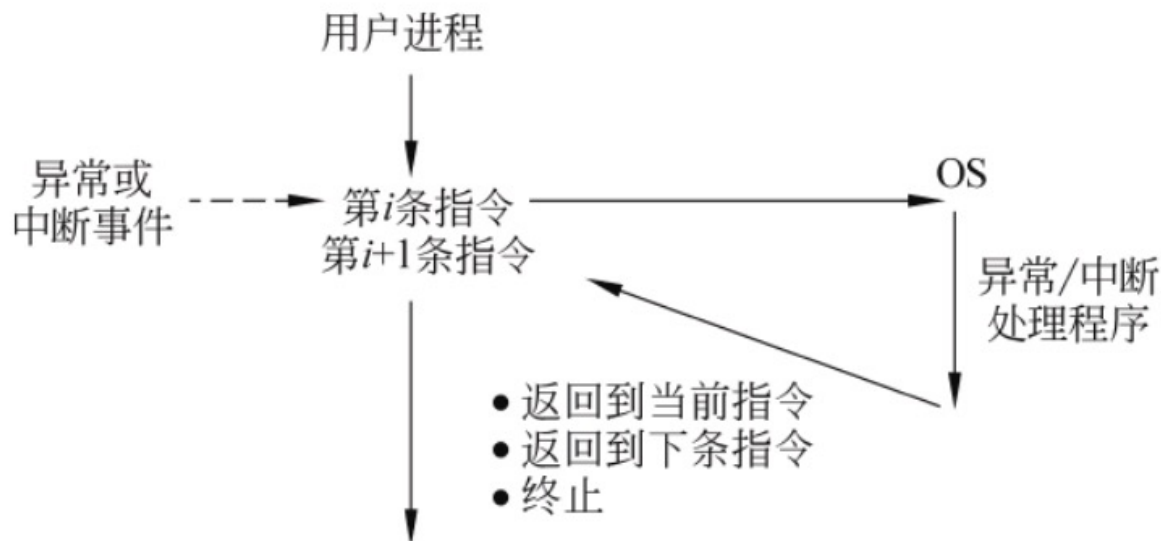 用户进程
异常或
中断事件
第i条指令
第i+1条指令
OS
异常/中断
处理程序
● 返回到当前指令
● 返回到下条指令
● 终止